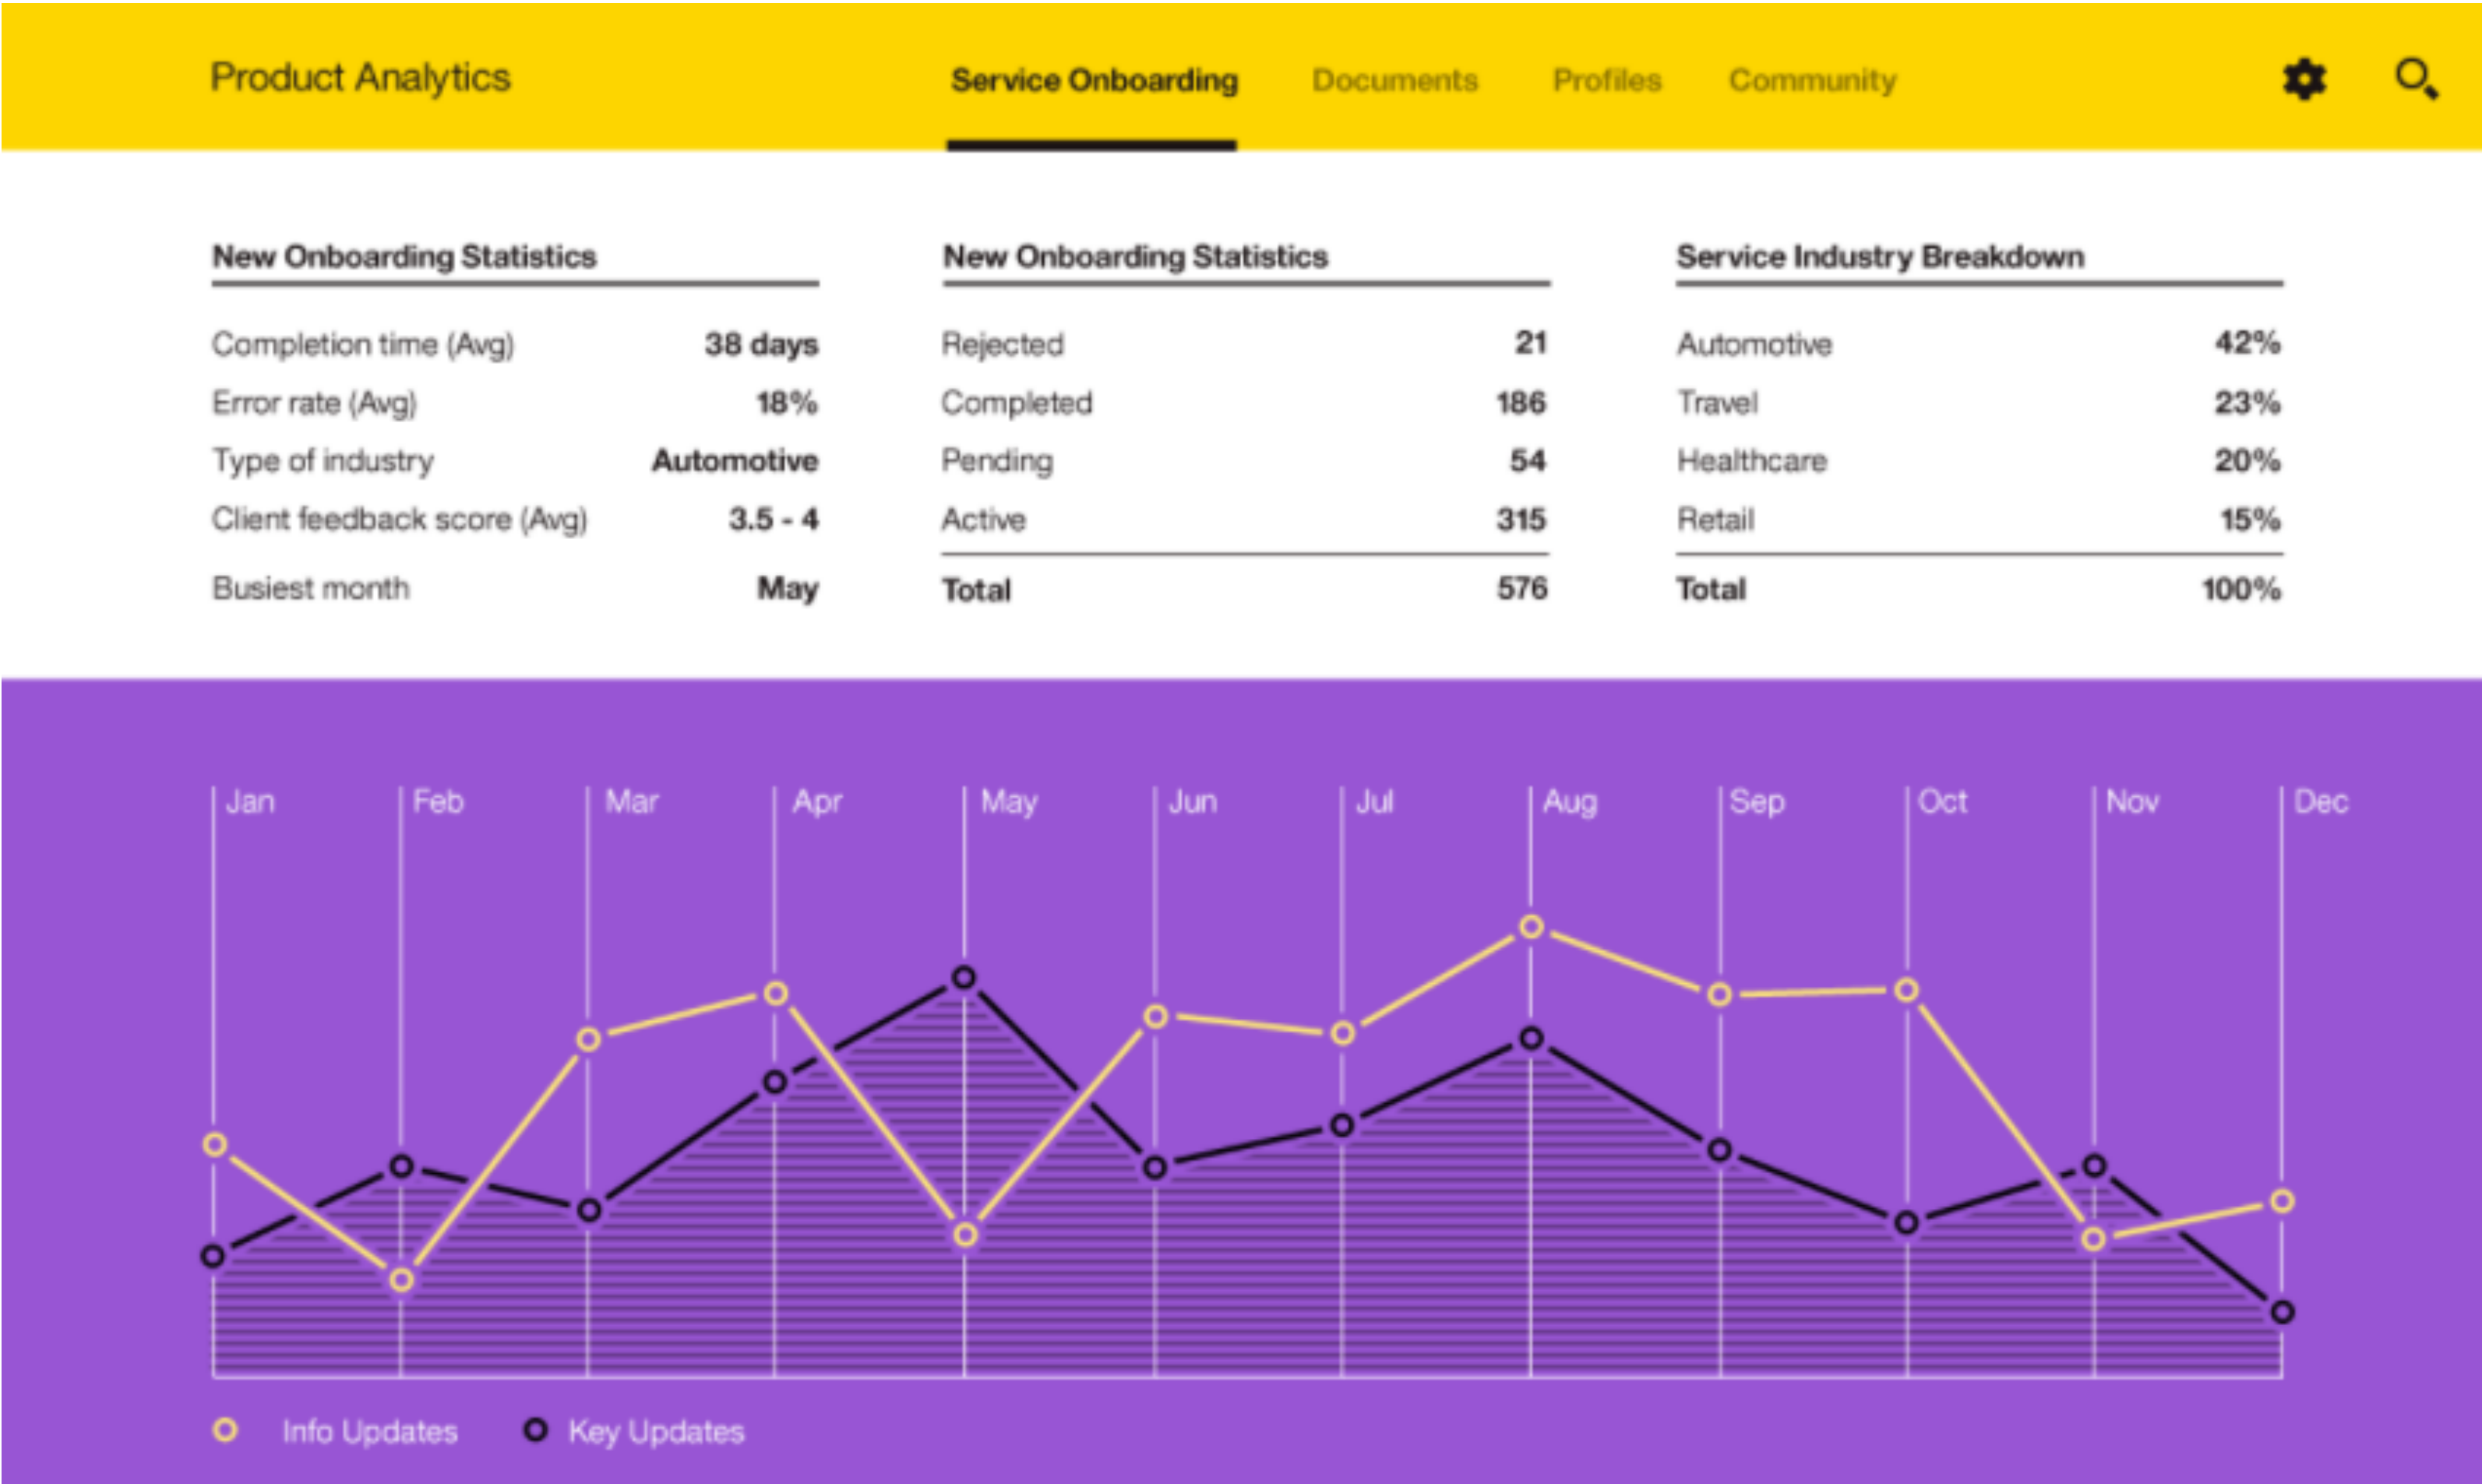 Product Analytics
Service Onboarding Documents Profiles Community
New Onboarding Statistics
Completion time (Avg) 38 days
Error rate (Avg) 18%
Type of industry Automotive
Client feedback score (Avg) 3.5 - 4
Busiest month May
New Onboarding Statistics
Rejected 21
Completed 186
Pending 54
Active 315
Total 576
Service Industry Breakdown
Automotive 42%
Travel 23%
Healthcare 20%
Retail 15%
Total 100%
Jan Feb Mar Apr May Jun Jul Aug Sep Oct Nov Dec
Info Updates Key Updates